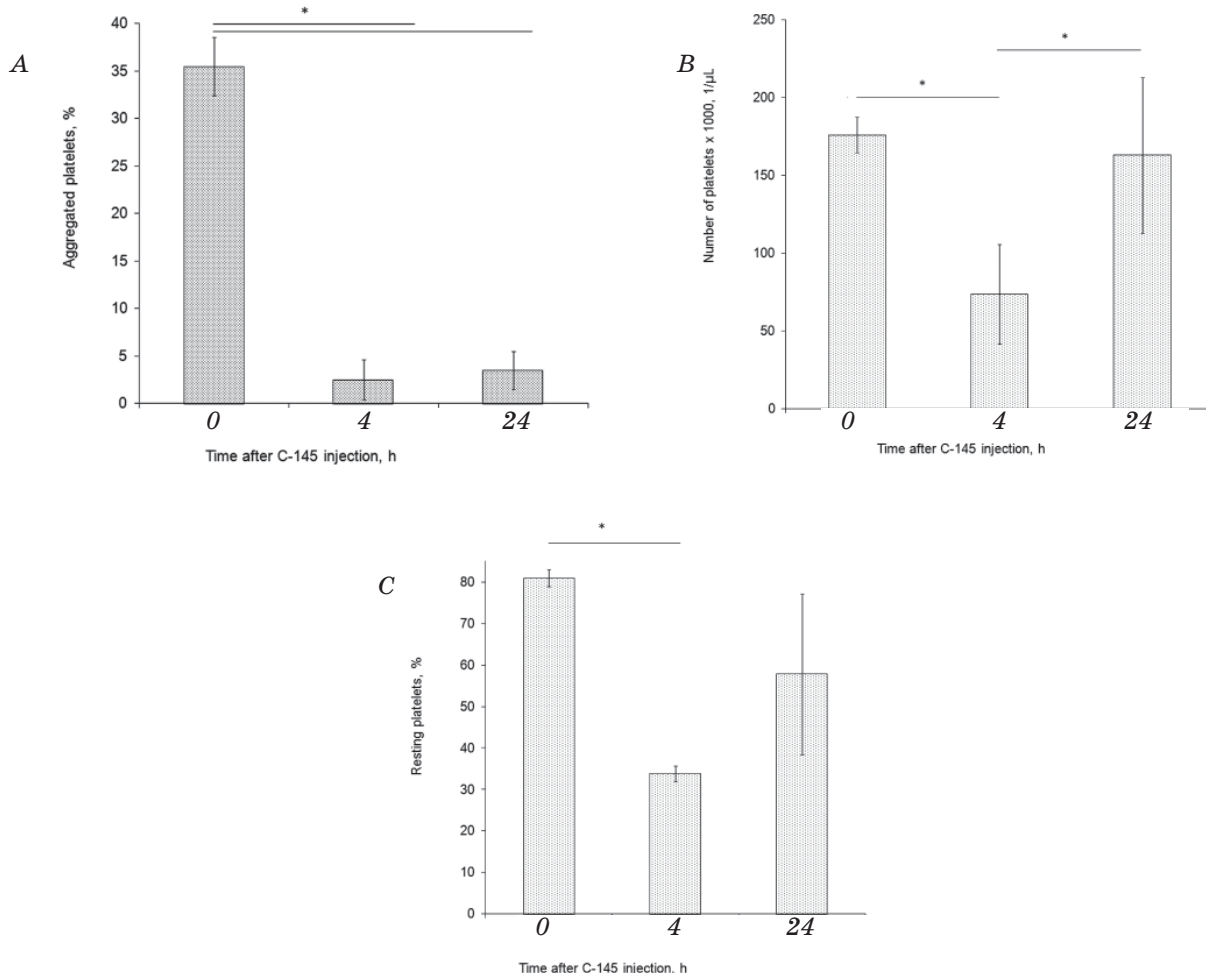 A
Aggregated platelets, %
40
35
30
25
20
15
10
5
0
*
0 4 24
Time after C-145 injection, h
B
Number of platelets x 1000, 1/µL
250
200
150
100
50
0
*
*
0 4 24
Time after C-145 injection, h
C
Resting platelets, %
80
70
60
50
40
30
20
10
0
*
0 4 24
Time after C-145 injection, h